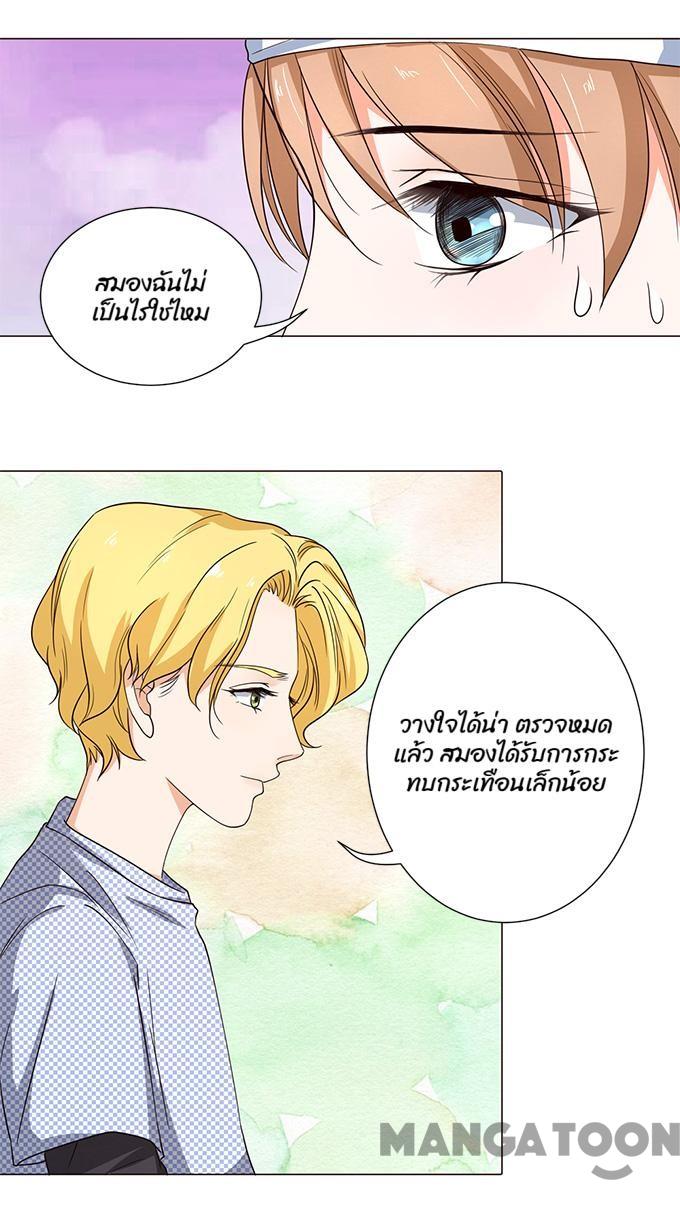 สมองฉันไม่
เป็นไรใช่ไหม
วางใจได้น่า ตรวจหมด
แล้ว สมองได้รับการกระ
ทบกระเทือนเล็กน้อย
MANGATOON